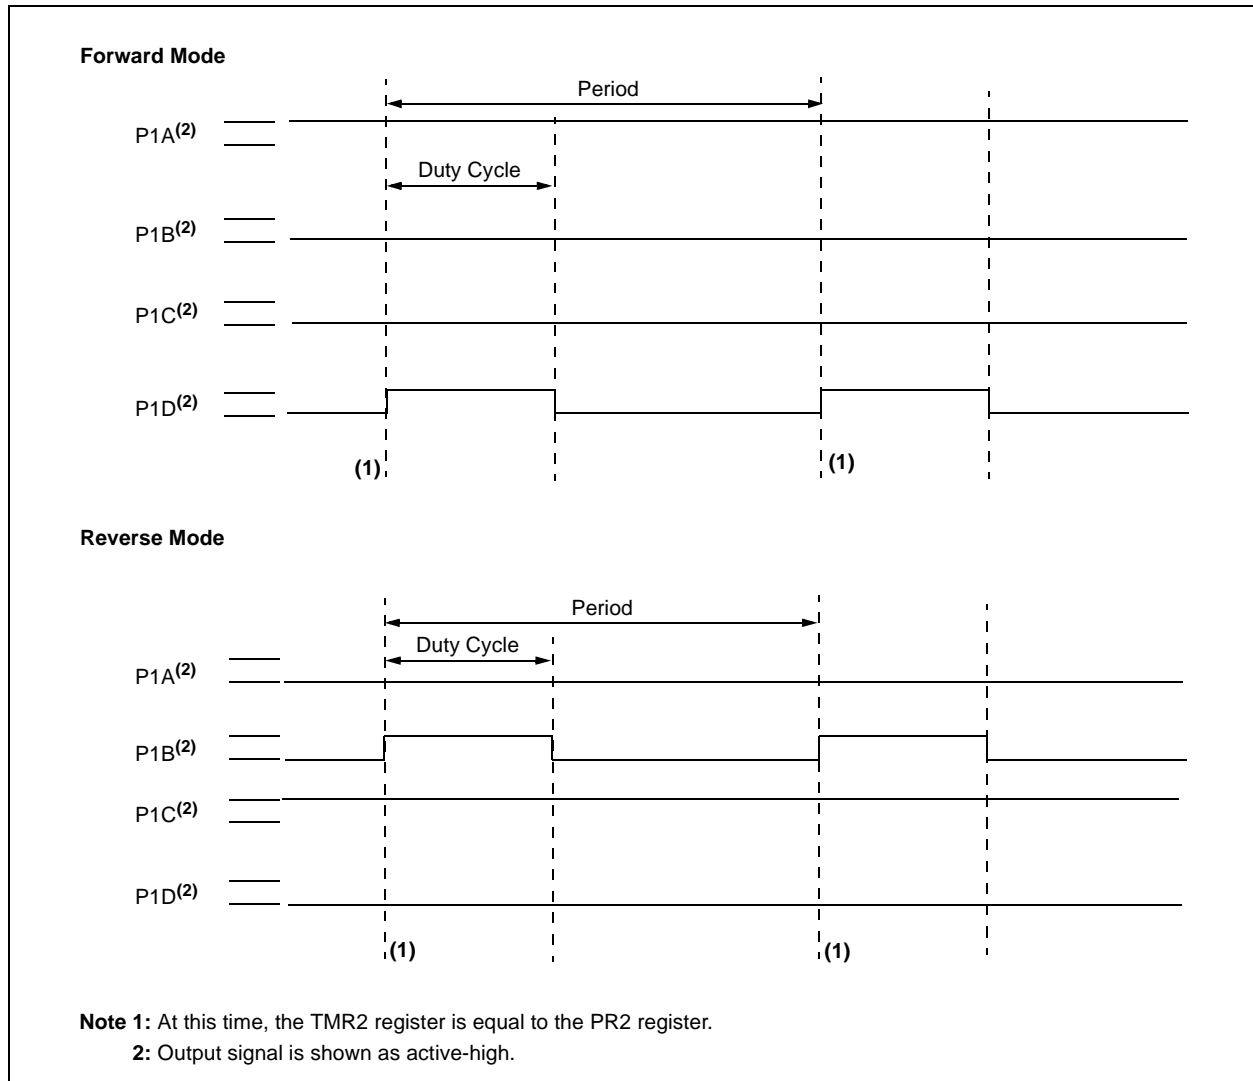 Forward Mode
Period
P1A(2)
Duty Cycle
P1B(2)
P1C(2)
P1D(2)
(1) (1)
Reverse Mode
Period
Duty Cycle
P1A(2)
P1B(2)
P1C(2)
P1D(2)
(1) (1)
Note 1: At this time, the TMR2 register is equal to the PR2 register.
2: Output signal is shown as active-high.